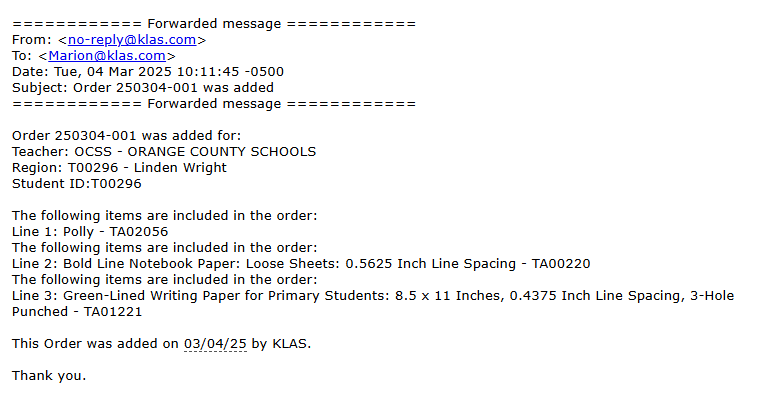 ============ Forwarded message ============
From: <no-reply@klas.com>
To: <Marion@klas.com>
Date: Tue, 04 Mar 2025 10:11:45 -0500
Subject: Order 250304-001 was added
============ Forwarded message ============
Order 250304-001 was added for:
Teacher: OCSS - ORANGE COUNTY SCHOOLS
Region: T00296 - Linden Wright
Student ID:T00296
The following items are included in the order:
Line 1: Polly - TA02056
The following items are included in the order:
Line 2: Bold Line Notebook Paper: Loose Sheets: 0.5625 Inch Line Spacing - TA00220
The following items are included in the order:
Line 3: Green-Lined Writing Paper for Primary Students: 8.5 x 11 Inches, 0.4375 Inch Line Spacing, 3-Hole
Punched - TA01221
This Order was added on 03/04/25 by KLAS.
Thank you.